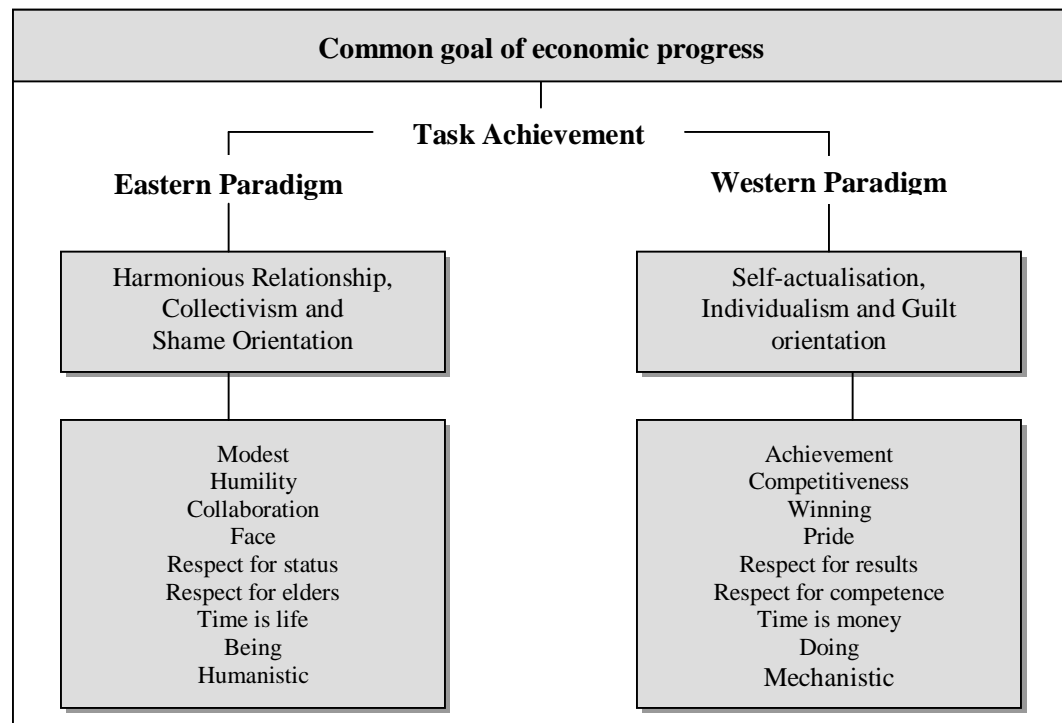 Common goal of economic progress
Task Achievement
Eastern Paradigm
Western Paradigm
Harmonious Relationship,
Collectivism and
Shame Orientation
Self-actualisation,
Individualism and Guilt
orientation
Modest
Humility
Collaboration
Face
Respect for status
Respect for elders
Time is life
Being
Humanistic
Achievement
Competitiveness
Winning
Pride
Respect for results
Respect for competence
Time is money
Doing
Mechanistic